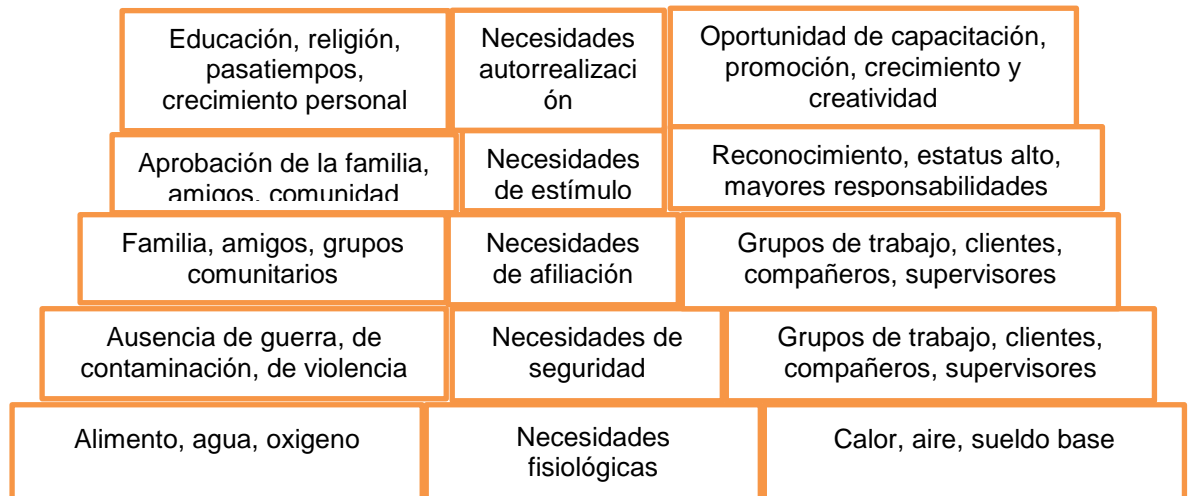 Educación, religión,
pasatiempos,
crecimiento personal
Necesidades
autorrealizaci
ón
Oportunidad de capacitación,
promoción, crecimiento y
creatividad
Aprobación de la familia,
amigos, comunidad
Necesidades
de estímulo
Reconocimiento, estatus alto,
mayores responsabilidades
Familia, amigos, grupos
comunitarios
Necesidades
de afiliación
Grupos de trabajo, clientes,
compañeros, supervisores
Ausencia de guerra, de
contaminación, de violencia
Necesidades de
seguridad
Grupos de trabajo, clientes,
compañeros, supervisores
Alimento, agua, oxigeno
Necesidades
fisiológicas
Calor, aire, sueldo base